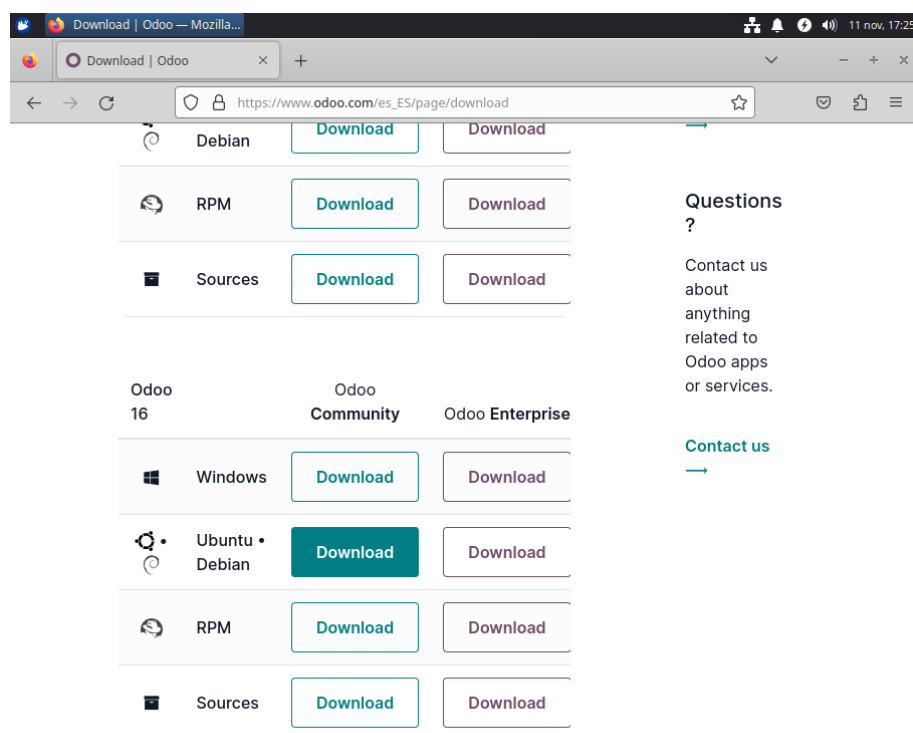 Download | Odoo — Mozilla...
11 nov, 17:25
Download | Odoo
https://www.odoo.com/es_ES/page/download
Debian Download Download
RPM Download Download
Sources Download Download
Odoo 16 Odoo Community Odoo Enterprise
Windows Download Download
Ubuntu • Debian Download Download
RPM Download Download
Sources Download Download
Questions
?
Contact us
about
anything
related to
Odoo apps
or services.
Contact us